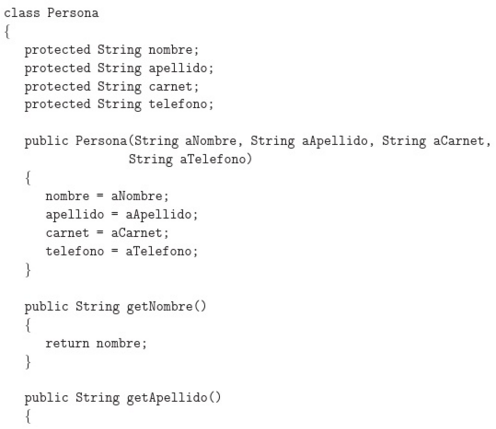 class Persona
{
protected String nombre;
protected String apellido;
protected String carnet;
protected String telefono;
public Persona(String aNombre, String aApellido, String aCarnet,
String aTelefono)
{
nombre = aNombre;
apellido = aApellido;
carnet = aCarnet;
telefono = aTelefono;
}
public String getNombre()
{
return nombre;
}
public String getApellido()
{